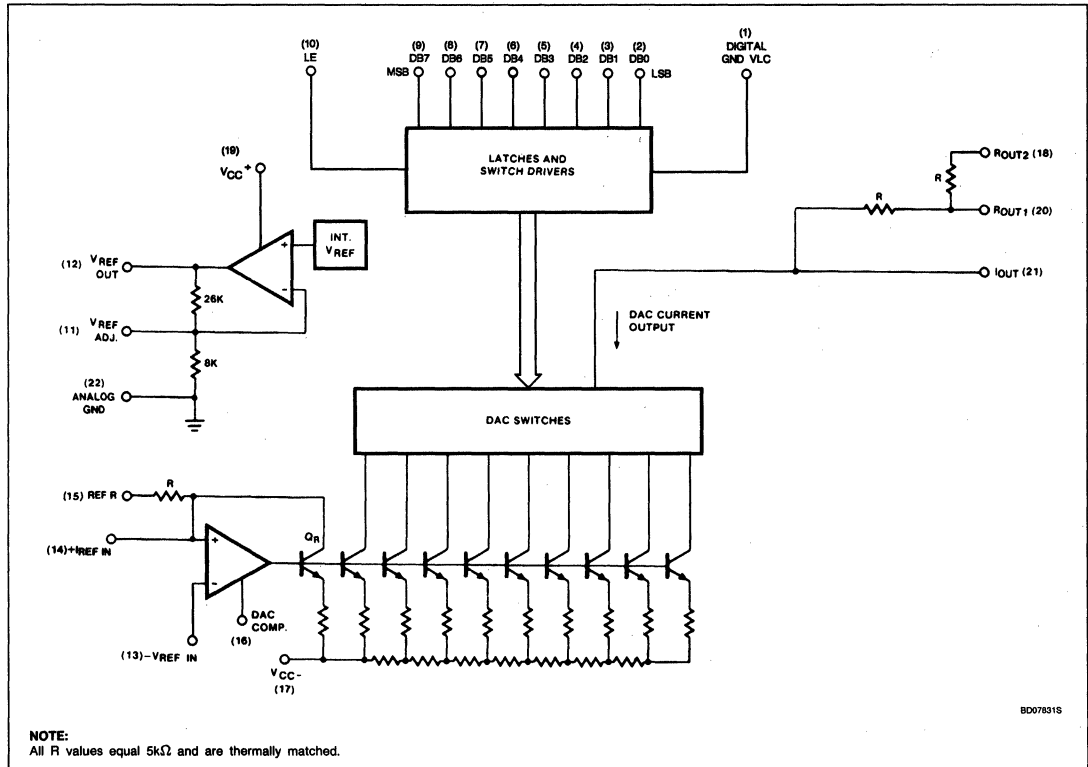 (10)
LE
(9)
DB7
(8)
DB6
(7)
DB5
(6)
DB4
(5)
DB3
(4)
DB2
(3)
DB1
(2)
DB0
(1)
DIGITAL
GND VLC
MSB
LSB
LATCHES AND
SWITCH DRIVERS
(19)
VCC+
INT.
VREF
+
-
(12) VREF
OUT
26K
(11) VREF
ADJ.
8K
(22)
ANALOG
GND
R
ROUT2 (18)
R
ROUT1 (20)
IOUT (21)
DAC CURRENT
OUTPUT
DAC SWITCHES
(15) REF R
R
(14)+IREF IN
+
-
QR
DAC
COMP.
(16)
(13)-VREF IN
VCC-
(17)
BD07831S
NOTE:
All R values equal 5kΩ and are thermally matched.